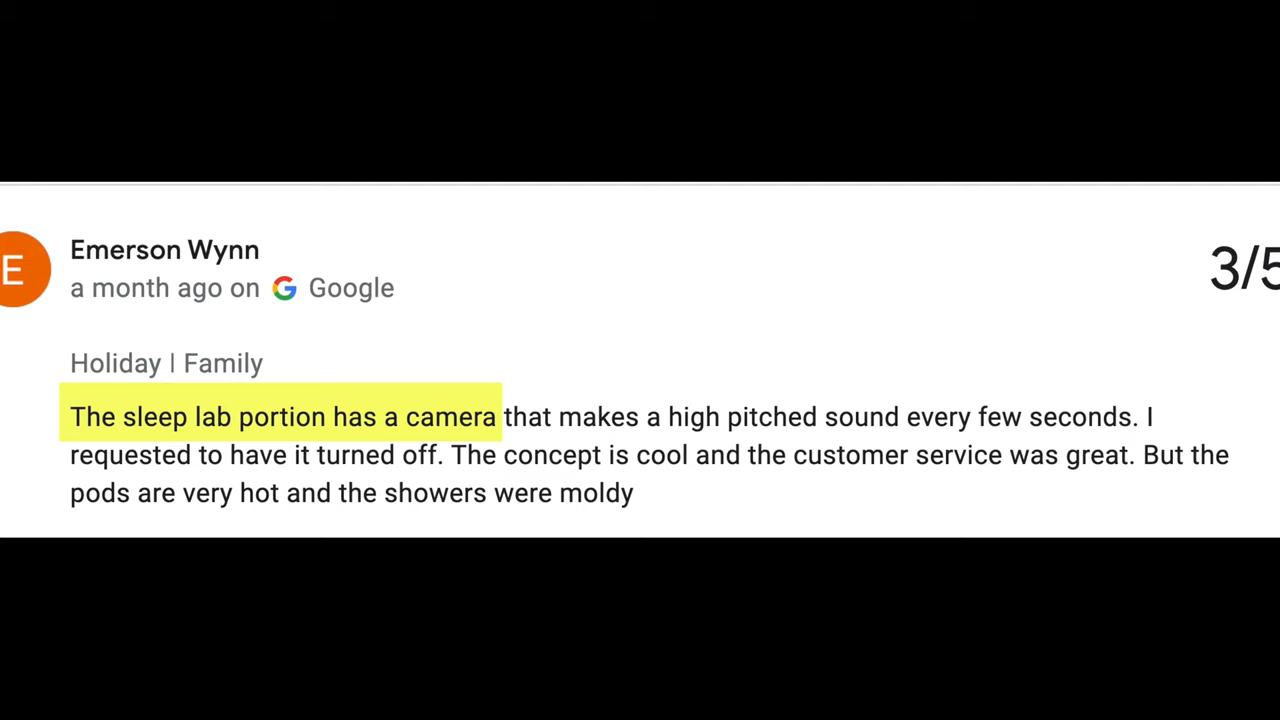 E
Emerson Wynn
3/5
a month ago on Google
Holiday | Family
The sleep lab portion has a camera that makes a high pitched sound every few seconds. I
requested to have it turned off. The concept is cool and the customer service was great. But the
pods are very hot and the showers were moldy